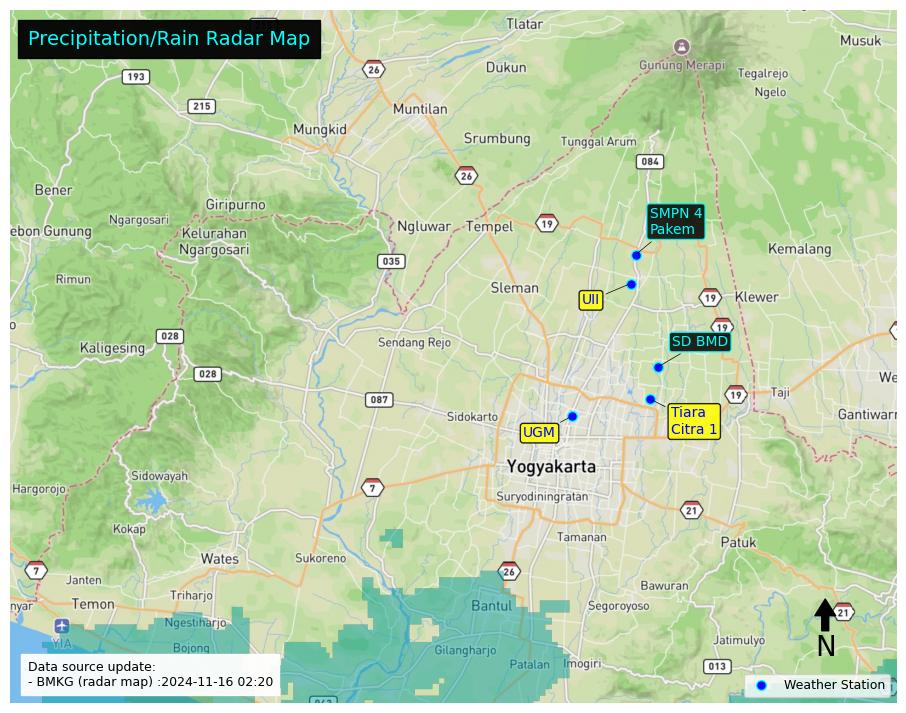 Precipitation/Rain Radar Map
Tlatar
Musuk
26
Gunung Merapi
193
Dukun
Tegalrejo
Ngelo
215
Muntilan
Mungkid
Srumbung
Tunggal Arum
084
26
Bener
Giripurno
Ngargosari
SMPN 4
Pakem
ebon Gunung
Kelurahan
Ngargosari
Ngluwar
Tempel
19
Kemalang
035
Rimun
Sleman
UII
19
Klewer
19
028
Kaligesing
Sendang Rejo
SD BMD
028
We
087
19
Taji
Sidokarto
Tiara
Citra 1
Gantiwarn
UGM
Yogyakarta
Sidowayah
Hargorojo
7
Suryodiningratan
21
Kokap
Tamanan
Patuk
Wates
Sukoreno
7
26
Janten
Bawuran
nyar
Temon
Triharjo
Bantul
Segoroyoso
21
Ngestiharjo
YIA
Bojong
Gilangharjo
Jatimulyo
N
Patalan
Imogiri
013
Data source update:
- BMKG (radar map) :2024-11-16 02:20
Weather Station